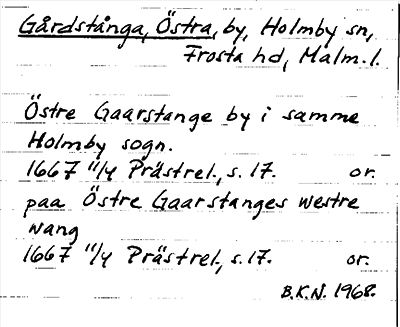 Gårdstånga, Östra, by, Holmby sn,
Frosta hd, Malm. l.
Östre Gaarstange by i samme
Holmby sogn.
1667 11/4 Prästrel., s. 17. or.
paa Östre Gaarstanges westre
wang
1667 11/4 Prästrel., s. 17. or.
B.K.N. 1968.